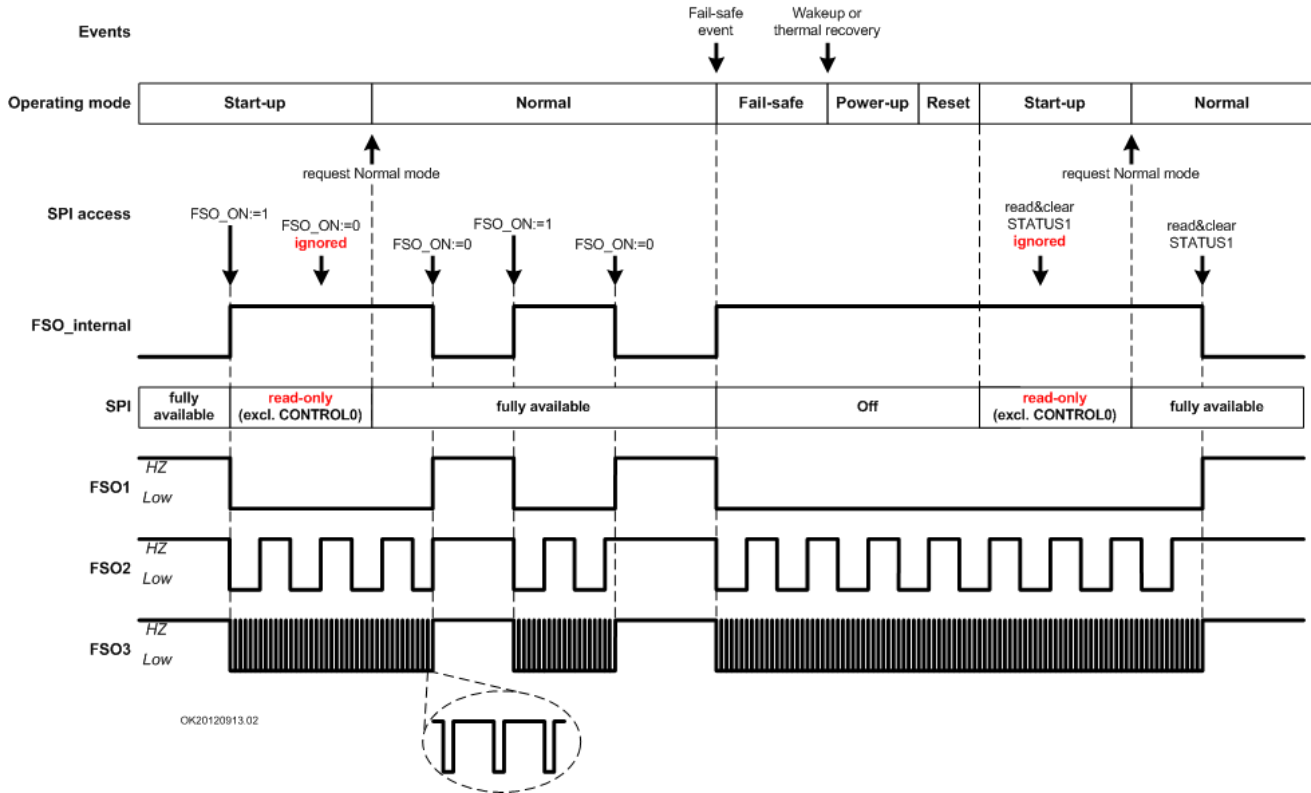 Events
Fail-safe
event
Wakeup or
thermal recovery
Operating mode
Start-up
Normal
Fail-safe
Power-up
Reset
Start-up
Normal
request Normal mode
request Normal mode
SPI access
FSO_ON:=1
FSO_ON:=0
ignored
FSO_ON:=0
FSO_ON:=1
FSO_ON:=0
read&clear
STATUS1
ignored
read&clear
STATUS1
FSO_internal
SPI
fully
available
read-only
(excl. CONTROL0)
fully available
Off
read-only
(excl. CONTROL0)
fully available
FSO1
HZ
Low
FSO2
HZ
Low
FSO3
HZ
Low
OK20120913.02